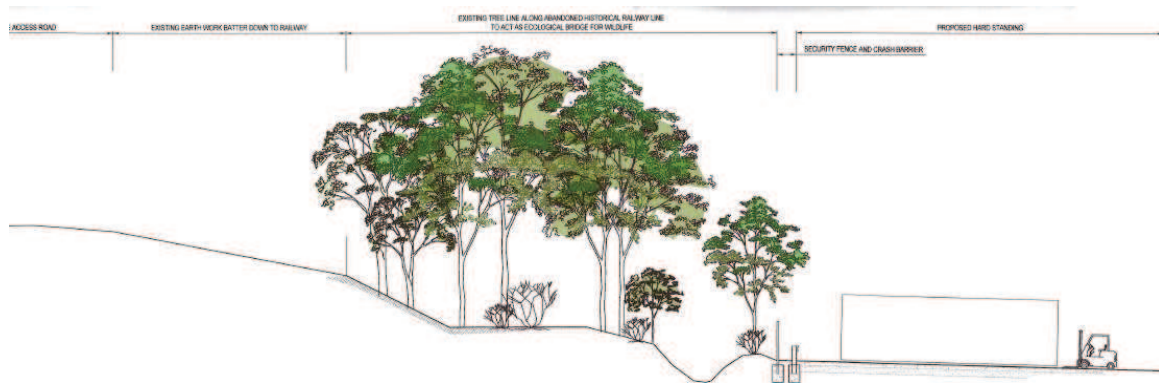 E ACCESS ROAD
EXISTING EARTH WORK BATTER DOWN TO RAILWAY
EXISTING TREE LINE ALONG ABANDONED HISTORICAL RAILWAY LINE
TO ACT AS ECOLOGICAL BRIDGE FOR WILDLIFE
SECURITY FENCE AND CRASH BARRIER
PROPOSED HARD STANDING